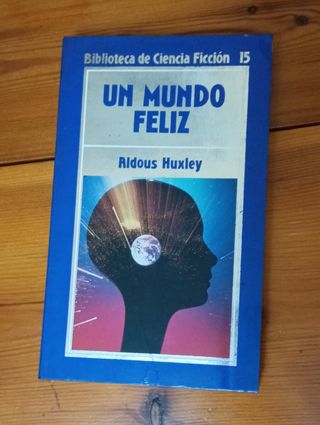 Biblioteca de Ciencia Ficción 15
UN MUNDO
FELIZ
Aldous Huxley